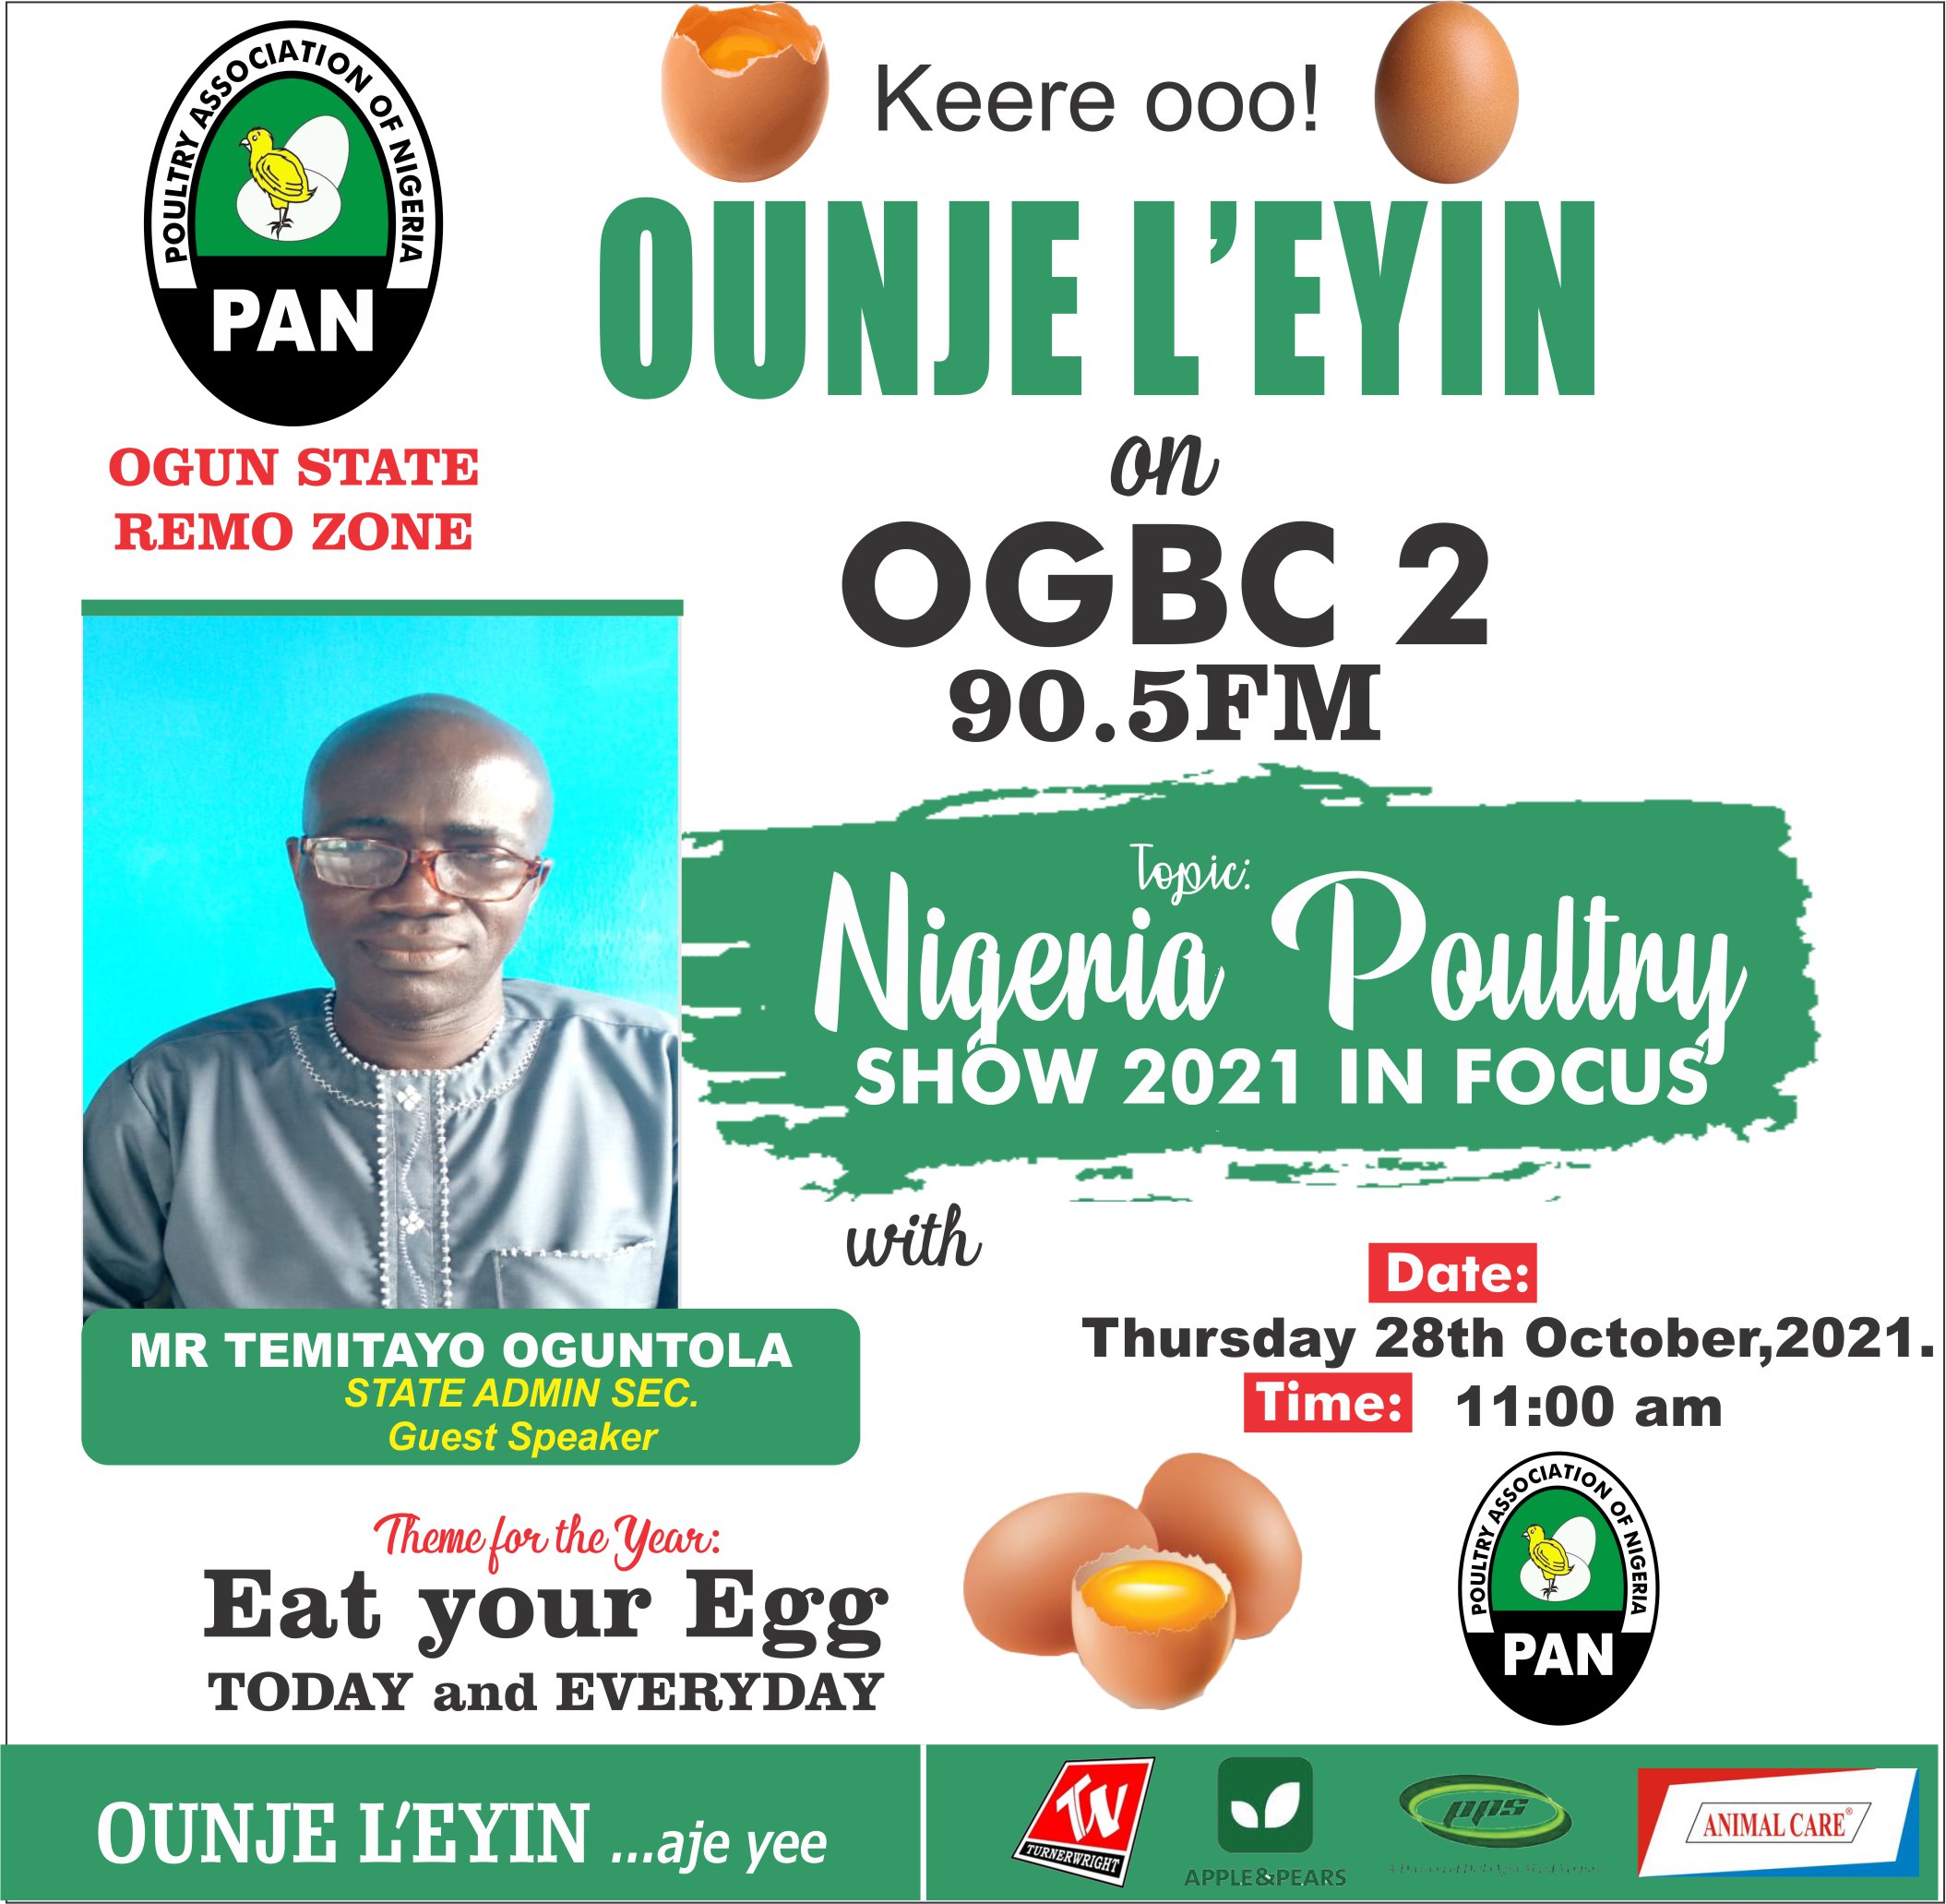 POULTRY ASSOCIATION OF NIGERIA
PAN
OGUN STATE
REMO ZONE
Keere ooo!
OUNJE L'EYIN
on
OGBC 2
90.5FM
Topic:
Nigeria Poultry
SHOW 2021 IN FOCUS
with
MR TEMITAYO OGUNTOLA
STATE ADMIN SEC.
Guest Speaker
Date:
Thursday 28th October,2021.
Time: 11:00 am
Theme for the Year:
Eat your Egg
TODAY and EVERYDAY
POULTRY ASSOCIATION OF NIGERIA
PAN
OUNJE L'EYIN ...aje yee
TW
TURNERWRIGHT
APPLE&PEARS
pps
ANIMAL CARE®